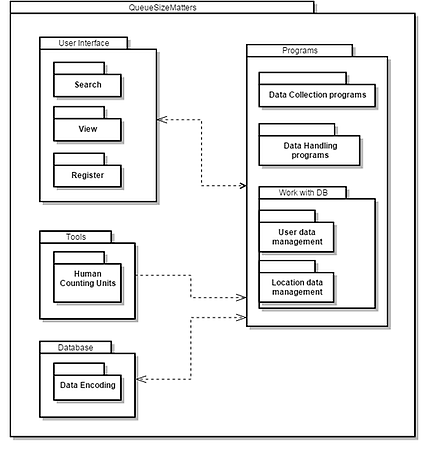 QueueSizeMatters
User Interface
Search
View
Register
Tools
Human
Counting Units
Database
Data Encoding
Programs
Data Collection programs
Data Handling
programs
Work with DB
User data
management
Location data
management